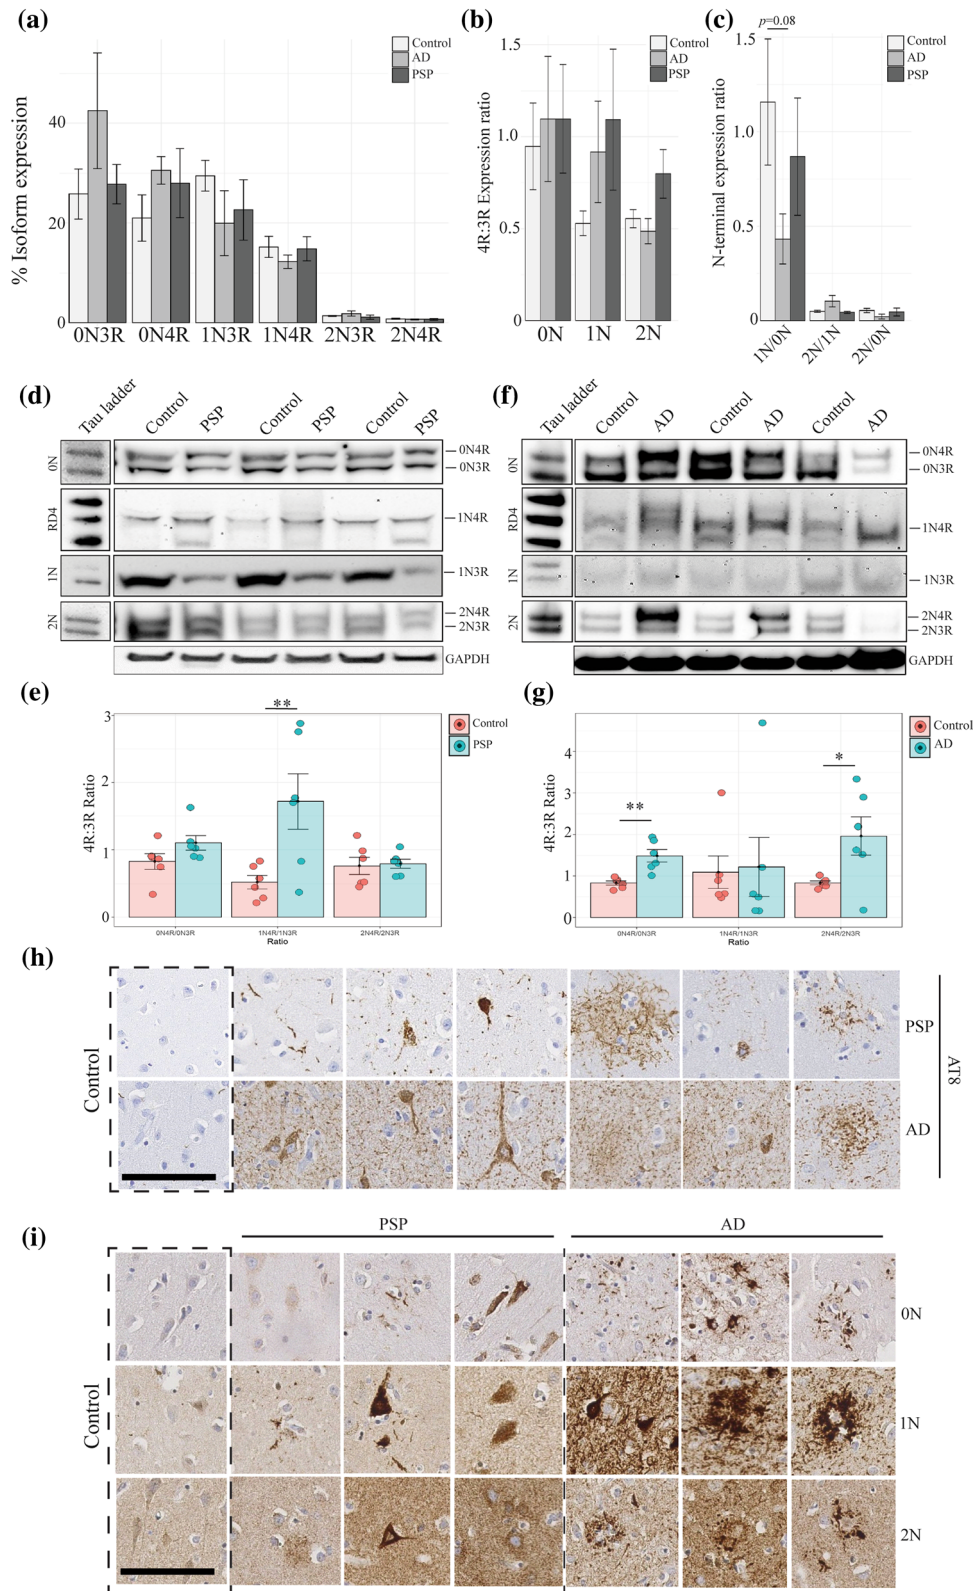 (a)
Control
AD
PSP
% Isoform expression
40
20
0
0N3R 0N4R 1N3R 1N4R 2N3R 2N4R
(b)
Control
AD
PSP
4R:3R Expression ratio
1.5
1.0
0.5
0
0N 1N 2N
(c)
p=0.08
Control
AD
PSP
N-terminal expression ratio
1.5
1.0
0.5
0
1N/0N 2N/1N 2N/0N
(d)
Tau ladder Control PSP Control PSP Control PSP
0N
0N4R
0N3R
RD4
1N4R
1N
1N3R
2N
2N4R
2N3R
GAPDH
(f)
Tau ladder Control AD Control AD Control AD
0N
0N4R
0N3R
RD4
1N4R
1N
1N3R
2N
2N4R
2N3R
GAPDH
(e)
**
Control
PSP
4R:3R Ratio
3
2
1
0
0N4R/0N3R 1N4R/1N3R 2N4R/2N3R
Ratio
(g)
** *
Control
AD
4R:3R Ratio
4
3
2
1
0
0N4R/0N3R 1N4R/1N3R 2N4R/2N3R
Ratio
(h)
Control
PSP
AD
AT8
(i)
PSP AD
Control
0N
1N
2N